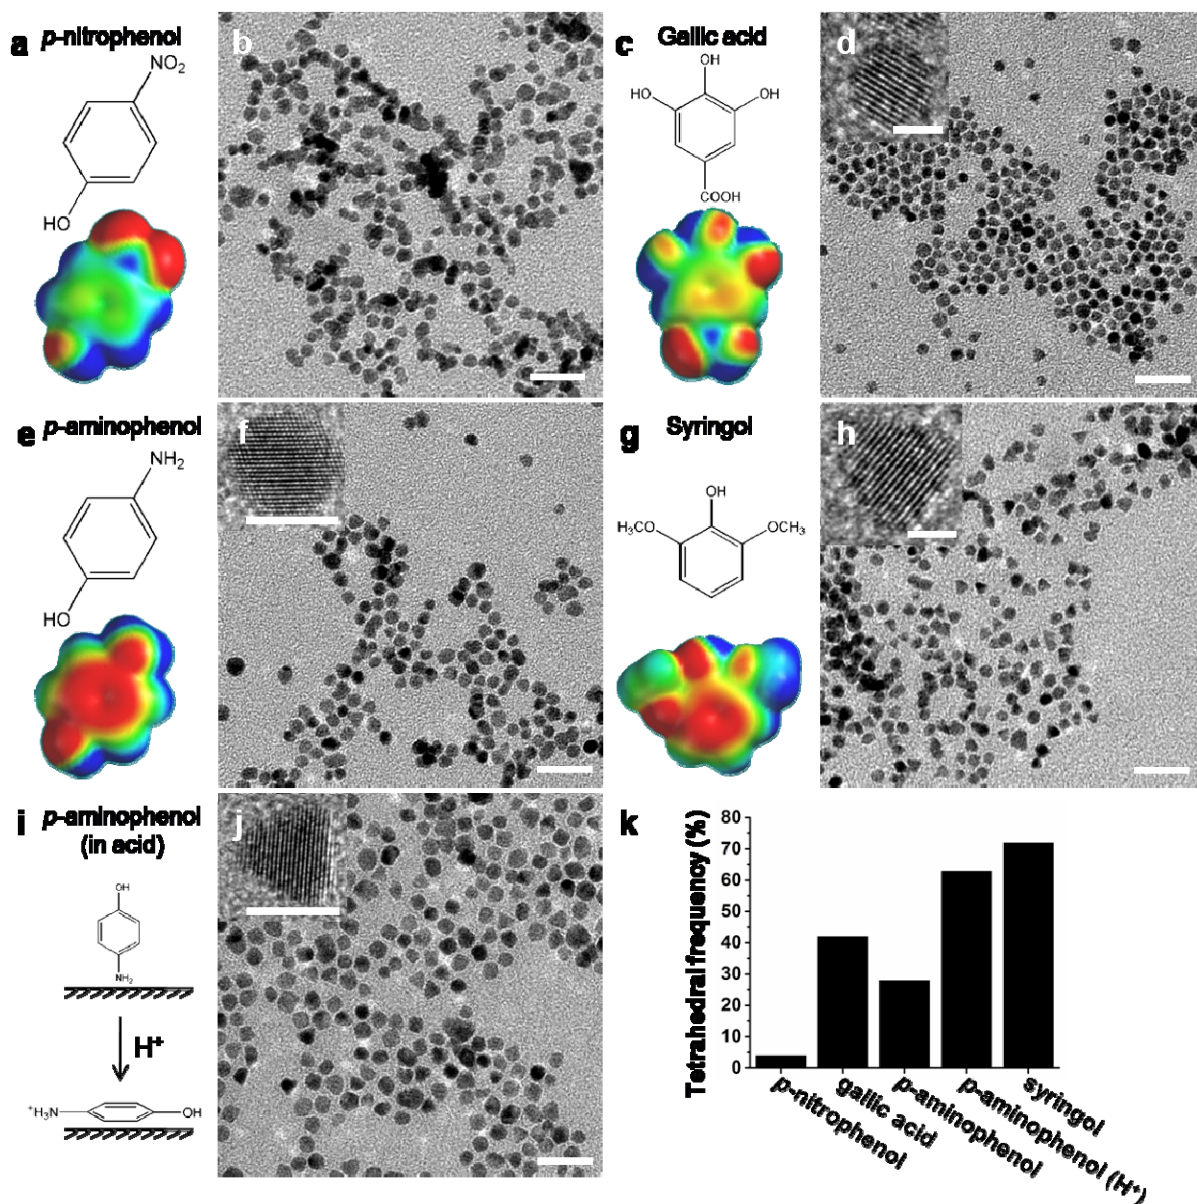 a p-nitrophenol
NO2
HO
b
c Gallic acid
OH
HO
OH
COOH
d
e p-aminophenol
NH2
HO
f
g Syringol
OH
H3CO
OCH3
h
i p-aminophenol
(in acid)
OH
NH2
H+
+H3N
OH
j
k
Tetrahedral frequency (%)
80
70
60
50
40
30
20
10
0
p-nitrophenol
gallic acid
p-aminophenol
p-aminophenol (H+)
syringol